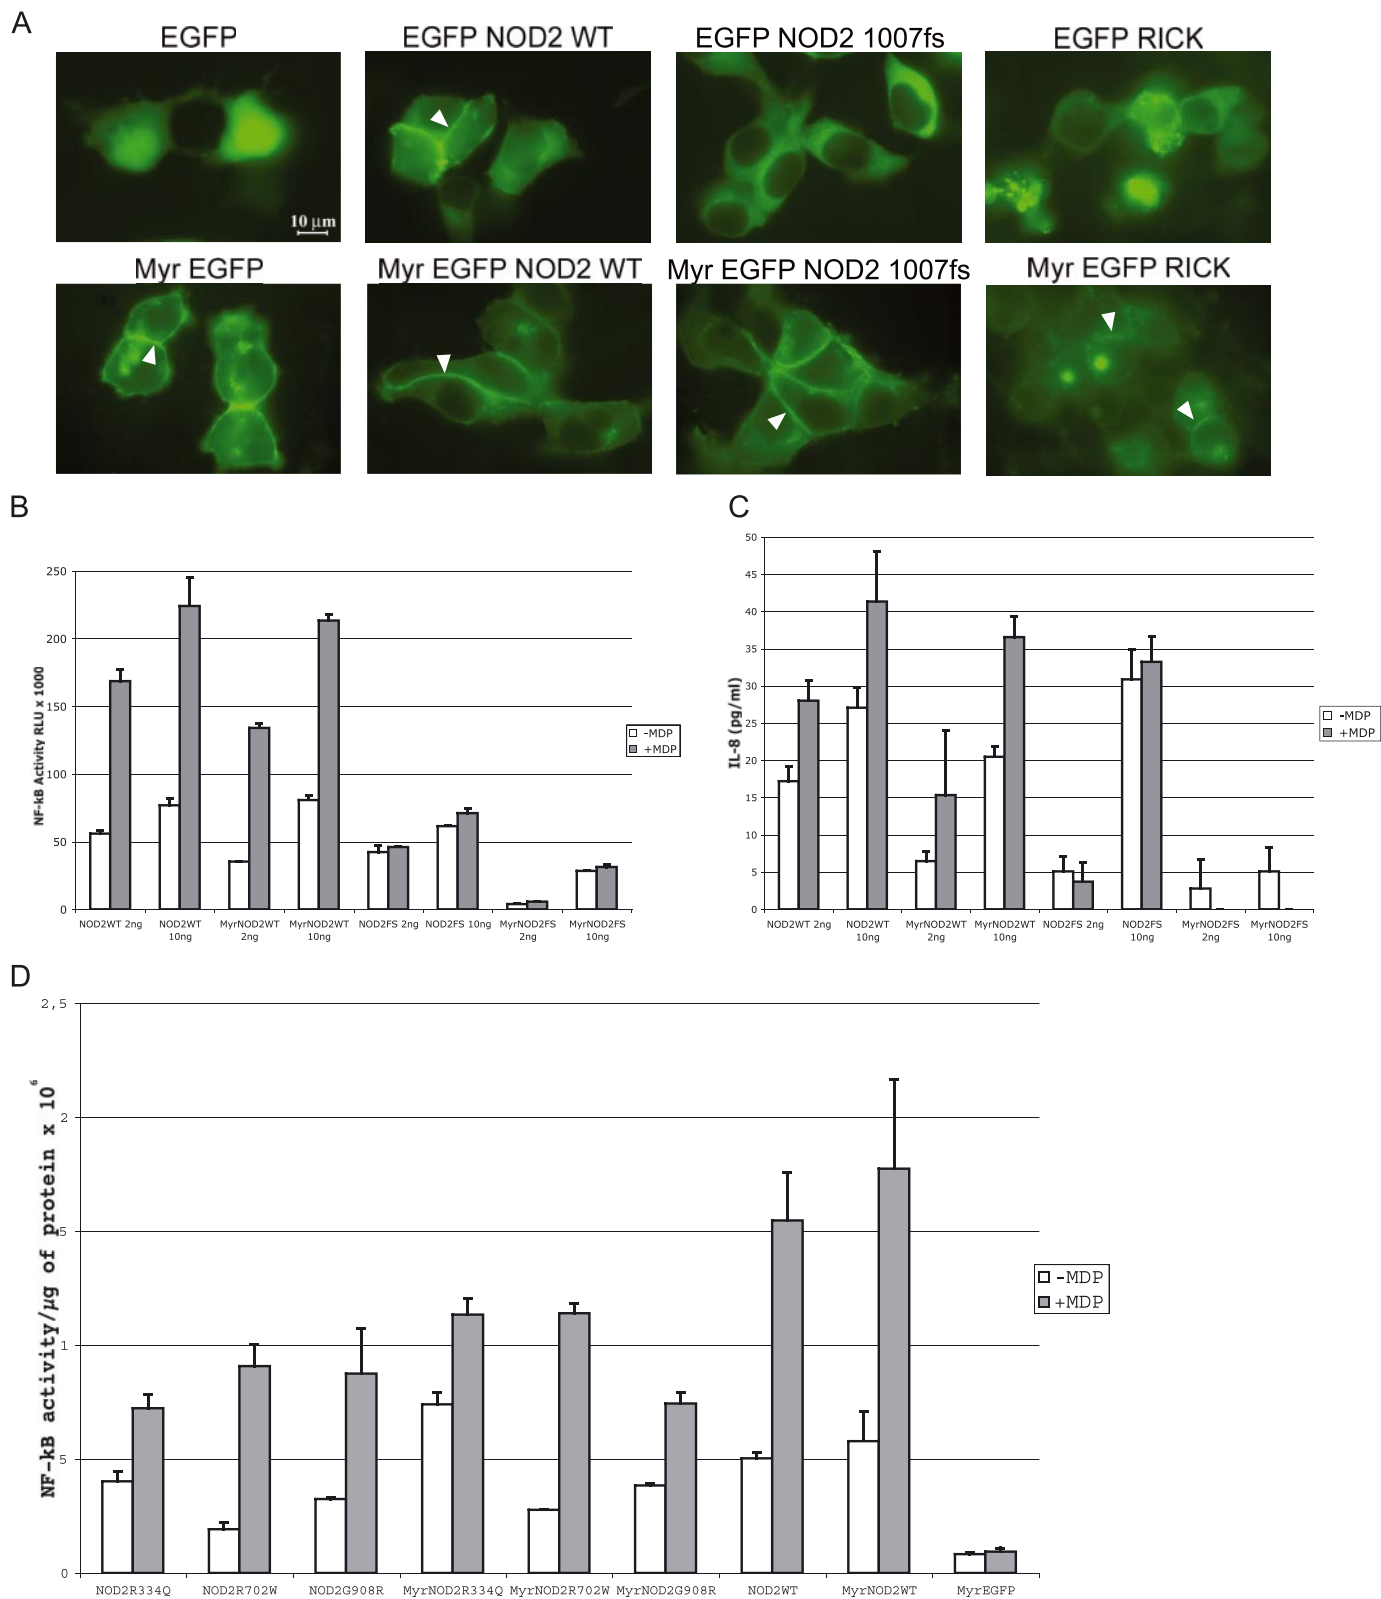 A
EGFP
EGFP NOD2 WT
EGFP NOD2 1007fs
EGFP RICK
10 µm
Myr EGFP
Myr EGFP NOD2 WT
Myr EGFP NOD2 1007fs
Myr EGFP RICK
B
NF-kB Activity RLU x 1000
250
200
150
100
50
0
NOD2WT 2ng
NOD2WT 10ng
MyrNOD2WT 2ng
MyrNOD2WT 10ng
NOD2FS 2ng
NOD2FS 10ng
MyrNOD2FS 2ng
MyrNOD2FS 10ng
-MDP
+MDP
C
IL-8 (pg/ml)
50
45
40
35
30
25
20
15
10
5
0
NOD2WT 2ng
NOD2WT 10ng
MyrNOD2WT 2ng
MyrNOD2WT 10ng
NOD2FS 2ng
NOD2FS 10ng
MyrNOD2FS 2ng
MyrNOD2FS 10ng
-MDP
+MDP
D
NF-kB activity/µg of protein x 10⁶
2,5
2
5
1
5
0
NOD2R334Q
NOD2R702W
NOD2G908R
MyrNOD2R334Q
MyrNOD2R702W
MyrNOD2G908R
NOD2WT
MyrNOD2WT
MyrEGFP
-MDP
+MDP